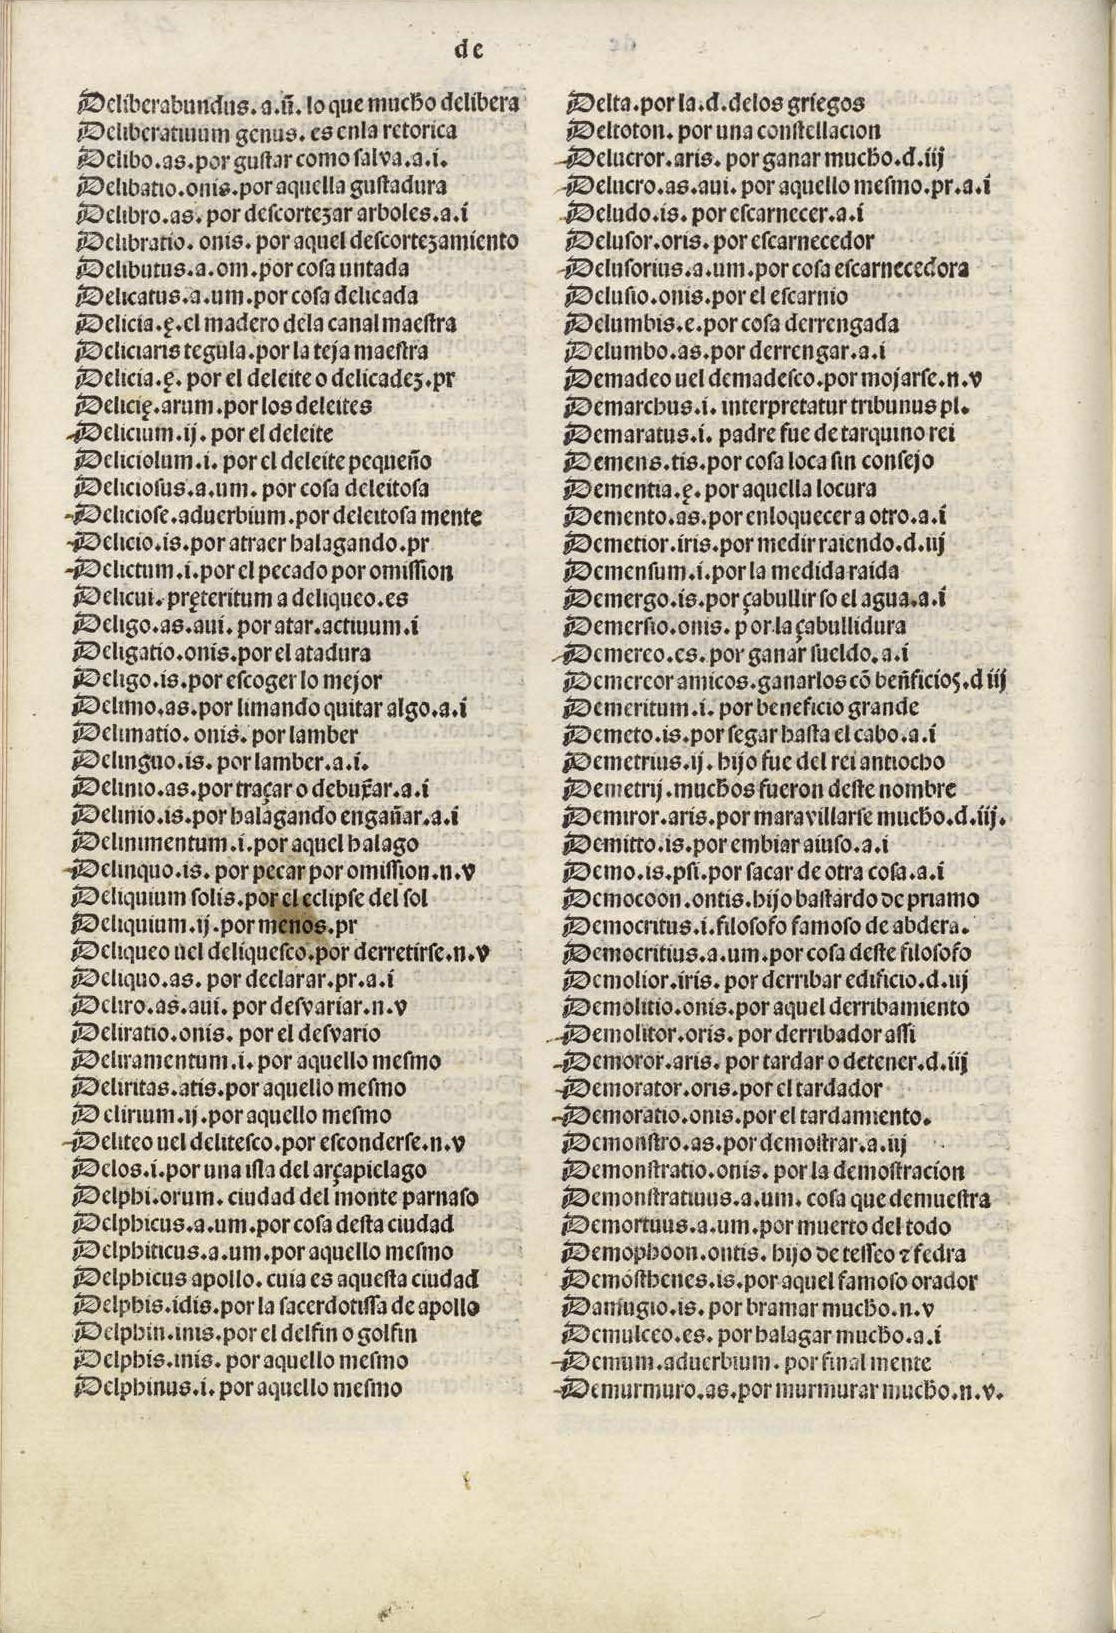 de
Deliberabundus. a. ũ. lo que mucho delibera
Deliberatiuum genus. es enla retorica
Delibo.as.por gustar como salva.a.i.
Delibatio.onis.por aquella gustadura
Delibro.as. por descortezar arboles.a.i
Delibratio. onis. por aquel descortezamiento
Delibutus.a.om.por cosa untada
Delicatus.a.um.por cosa delicada
Delicia.ę.el madero dela canal maestra
Deliciaris tegula.por la teja maestra
Delicia.ę. por el deleite o delicadez.pr
Delicię.arum.por los deleites
Delicium.ij. por el deleite
Deliciolum.i. por el deleite pequeño
Deliciosus.a.um. por cosa deleitosa
Deliciose.aduerbium.por deleitosa mente
Delicio.is.por atraer halagando.pr
Delictum.i.por el pecado por omission
Delicui.pręteritum a deliqueo.es
Deligo.as.aui. por atar.actiuum.i
Deligatio.onis.por el atadura
Deligo.is.por escoger lo mejor
Delimo.as.por limando quitar algo.a.i
Delinatio. onis. por lamber
Delinguo.is. por lamber.a.i.
Delinio.as.por traçar o debuxar.a.i
Delinio.is.por halagando engañar.a.i
Delinimentum.i.por aquel halago
Delinquo.is. por pecar por omission.n.v
Deliquium solis.por el eclipse del sol
Deliquium.ij.por menos.pr
Deliqueo uel deliquesco.por derretirse.n.v
Deliquo.as. por declarar.pr.a.i
Deliro.as.aui. por desvariar.n.v
Deliratio.onis. por el desvario
Deliramentum.i. por aquello mesmo
Deliritas.atis.por aquello mesmo
Delirium.ij.por aquello mesmo
Deliteo uel delitesco.por esconderse.n.v
Delos.i.por una isla del arçapielago
Delphi.orum. ciudad del monte parnaso
Delphicus.a.um.por cosa desta ciudad
Delphiticus.a.um.por aquello mesmo
Delphicus apollo. cuia es aquesta ciudad
Delphis.idis.por la sacerdotissa de apollo
Delphin.inis.por el delfin o golfin
Delphis.inis. por aquello mesmo
Delphinus.i. por aquello mesmo
Delta.por la.d.delos griegos
Deltoton. por una constellacion
Delucror.aris. por ganar mucho.d.iij
Delucro.as.aui. por aquello mesmo.pr.a.i
Deludo.is. por escarnecer.a.i
Delusor.oris. por escarnecedor
Delusorius.a.um.por cosa escarnecedora
Delusio.onis.por el escarnio
Delumbis.e.por cosa derrengada
Delumbo.as.por derrengar.a.i
Demadeo uel demadesco.por mojarse.n.v
Demarchus.i. interpretatur tribunus pl.
Demaratus.i. padre fue de tarquino rei
Demens.tis.por cosa loca sin consejo
Dementia.ę. por aquella locura
Demento.as.por enloquecer a otro.a.i
Demetior.iris.por medir raiendo.d.iij
Demensum.i.por la medida raida
Demergo.is.por çabullir so el agua.a.i
Demersio.onis. por la çabullidura
Demereo.es. por ganar sueldo.a.i
Demereor amicos.ganarlos cõ beñficioς.d iij
Demeritum.i. por beneficio grande
Demeto.is.por segar hasta el cabo.a.i
Demetrius.ij. hijo fue del rei antiocho
Demetrij.muchos fueron deste nombre
Demiror.aris.por maravillarse mucho.d.iij.
Demitto.is.por embiar aiuso.a.i
Demo.is.psi.por sacar de otra cosa.a.i
Democoon.ontis.hijo bastardo de priamo
Democritus.i.filosofo famoso de abdera.
Democritius.a.um.por cosa deste filosofo
Demolior.iris.por derribar edificio.d.iij
Demolitio.onis.por aquel derribamiento
Demolitor.oris. por derribador assi
Demoror.aris. por tardar o detener.d.iij
Demorator.oris.por el tardador
Demoratio.onis.por el tardamiento.
Demonstro.as.por demostrar.a.iij
Demonstratio.onis. por la demostracion
Demonstratiuus.a.um. cosa que demuestra
Demortuus.a.um.por muerto del todo
Demophoon.ontis. hijo de tesseo ⁊ fedra
Demosthenes.is.por aquel famoso orador
Damugio.is. por bramar mucho.n.v
Demulceo.es. por halagar mucho.a.i
Demum.aduerbium. por final mente
Demurmuro.as.por murmurar mucho.n.v.